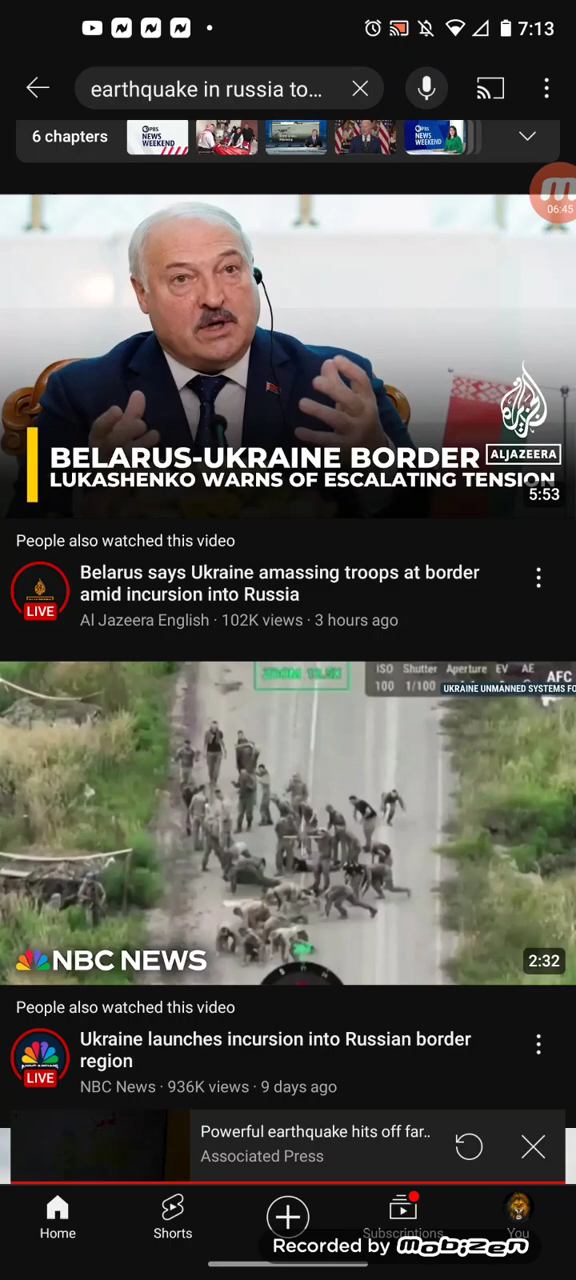 7:13
earthquake in russia to...
6 chapters
PBS NEWS WEEKEND
PBS NEWS WEEKEND
06:45
BELARUS-UKRAINE BORDER
LUKASHENKO WARNS OF ESCALATING TENSION
ALJAZEERA
5:53
People also watched this video
Belarus says Ukraine amassing troops at border
amid incursion into Russia
LIVE
Al Jazeera English · 102K views · 3 hours ago
ISO Shutter Aperture EV AE
100 1/100
AFC
UKRAINE UNMANNED SYSTEMS FO
NBC NEWS
2:32
People also watched this video
Ukraine launches incursion into Russian border
region
LIVE
NBC News · 936K views · 9 days ago
Powerful earthquake hits off far..
Associated Press
Home
Shorts
Subscriptions
You
Recorded by mobizen